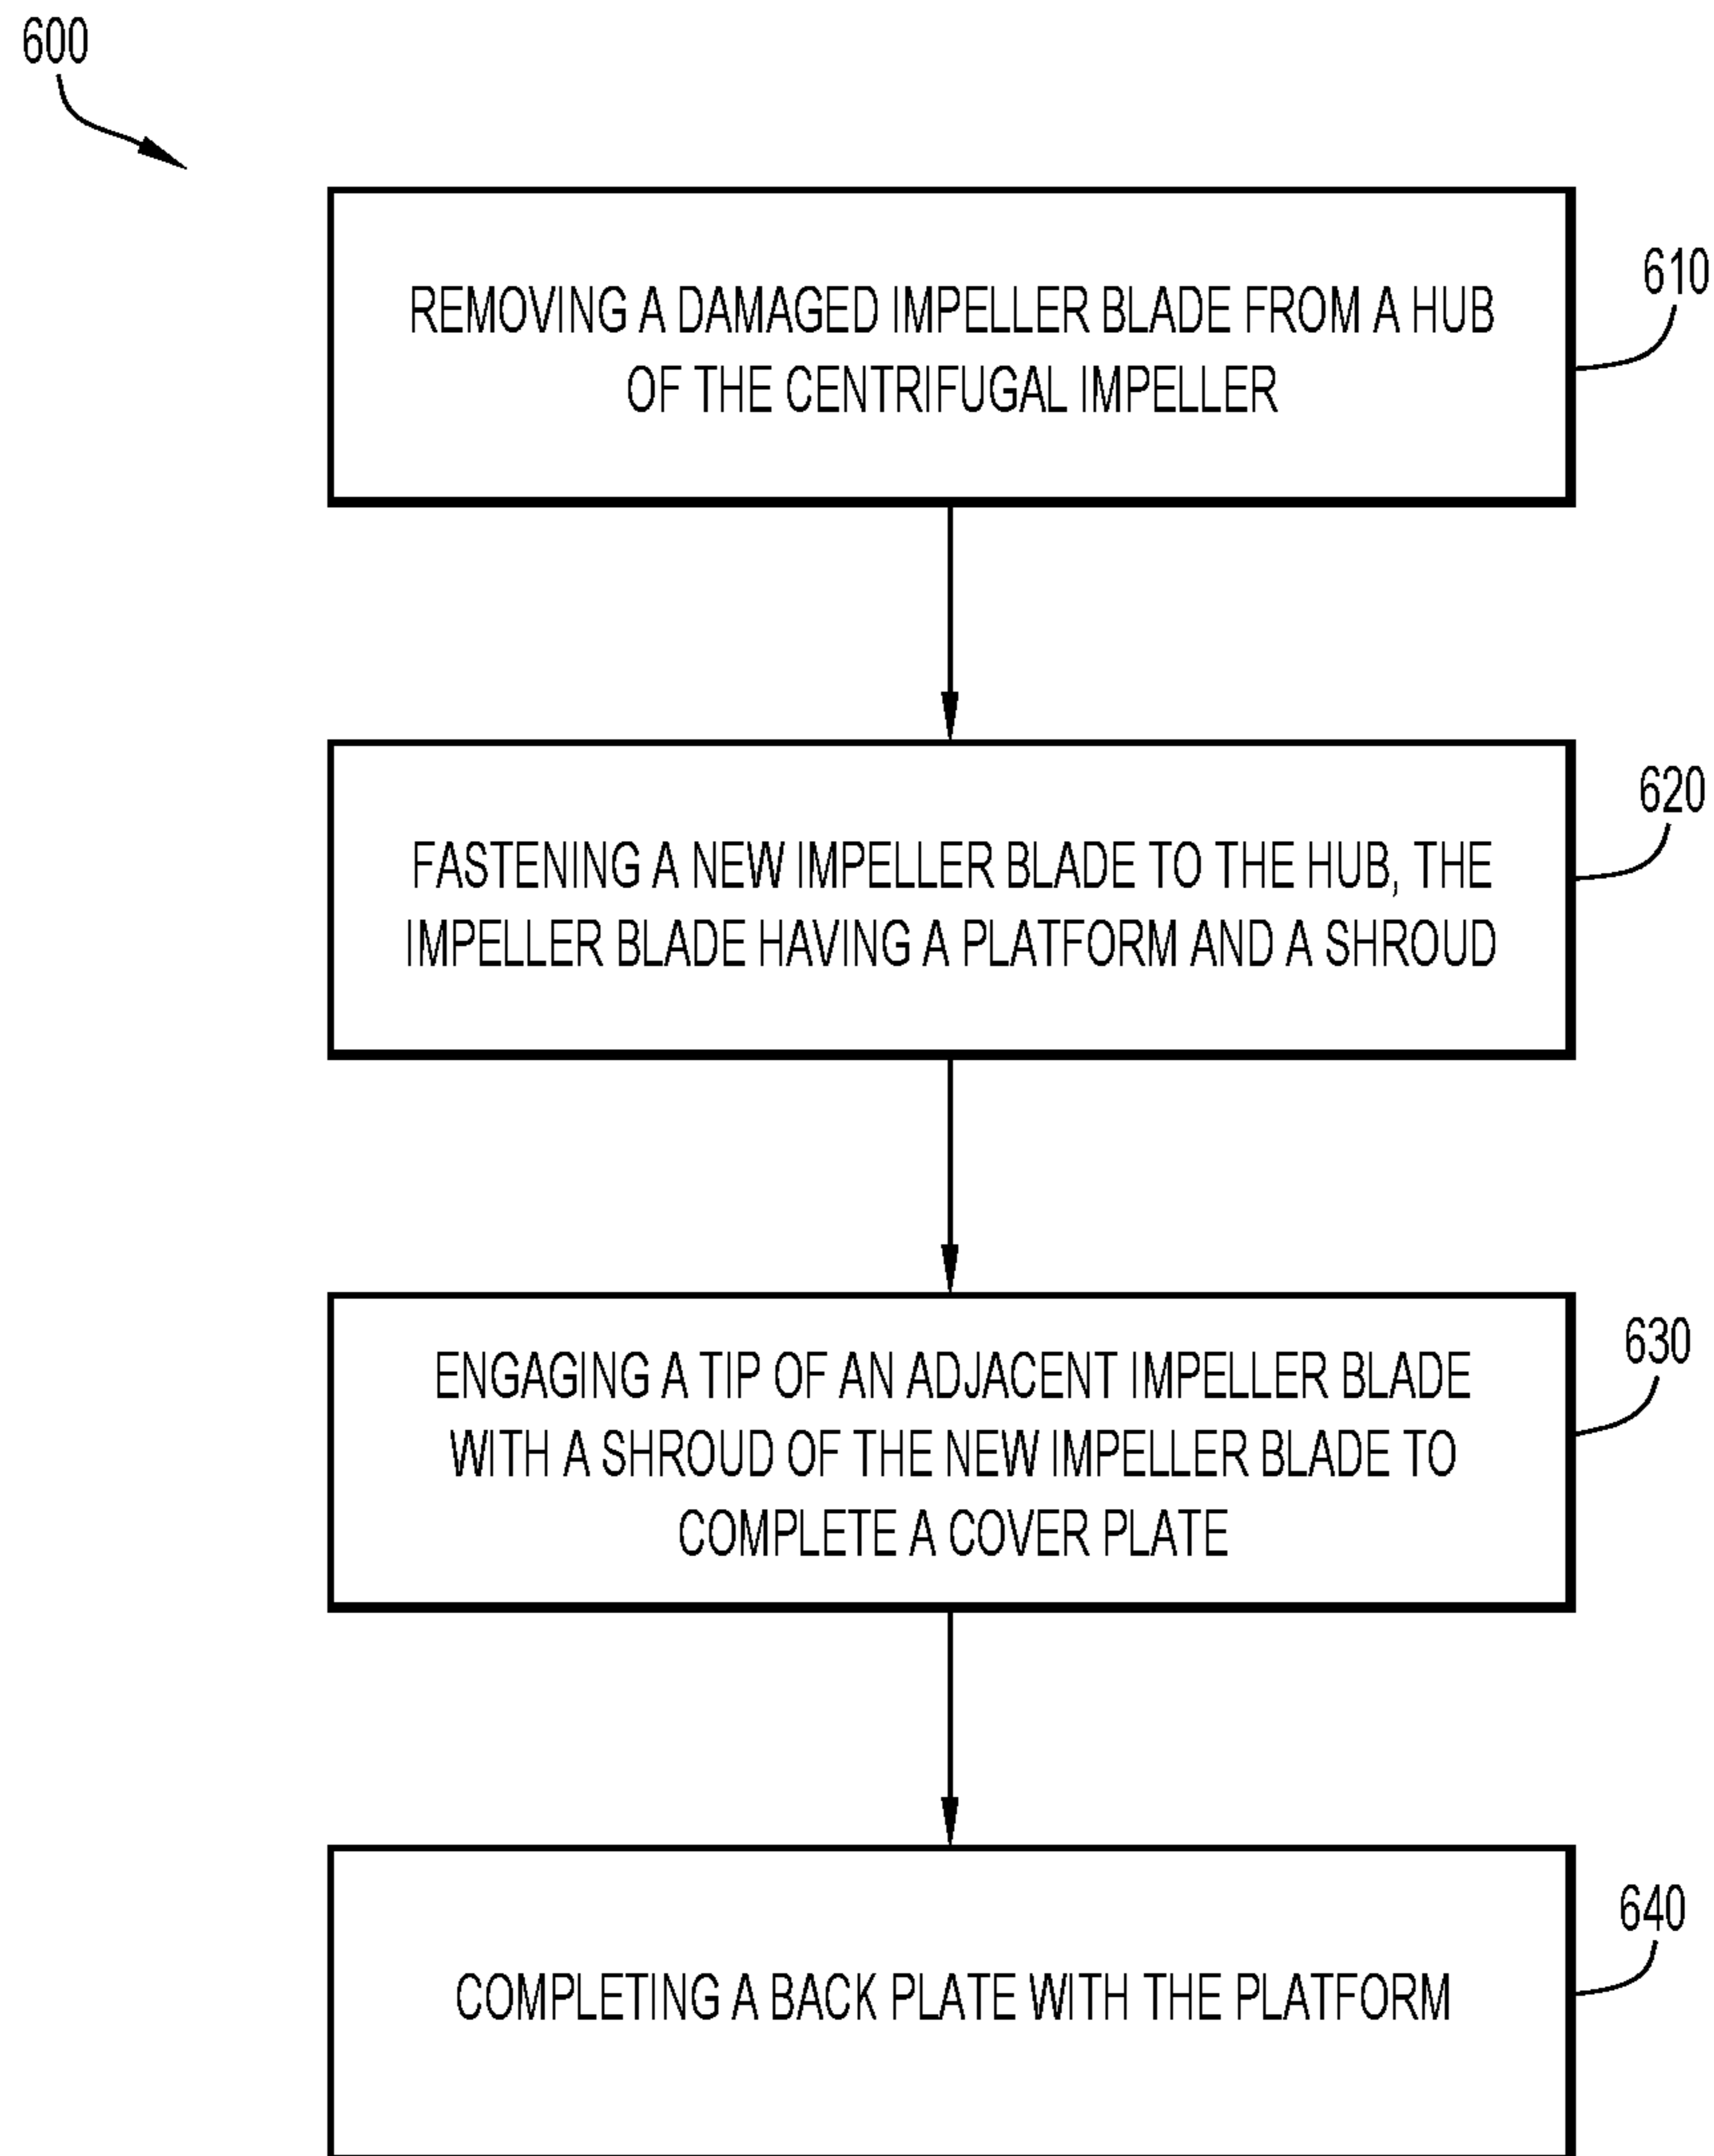 600
REMOVING A DAMAGED IMPELLER BLADE FROM A HUB
OF THE CENTRIFUGAL IMPELLER
610
FASTENING A NEW IMPELLER BLADE TO THE HUB, THE
IMPELLER BLADE HAVING A PLATFORM AND A SHROUD
620
ENGAGING A TIP OF AN ADJACENT IMPELLER BLADE
WITH A SHROUD OF THE NEW IMPELLER BLADE TO
COMPLETE A COVER PLATE
630
COMPLETING A BACK PLATE WITH THE PLATFORM
640